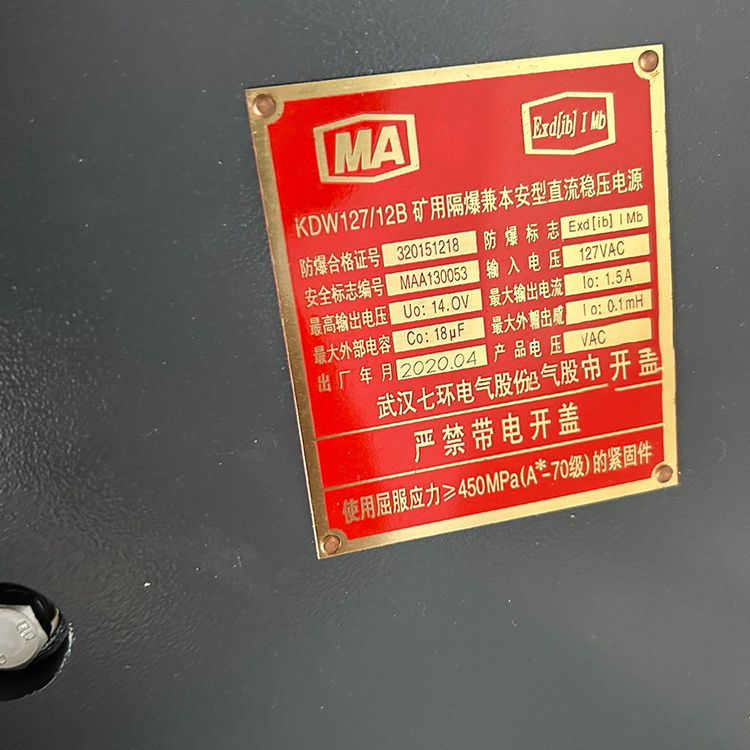 MA
Exd[ib] I Mb
KDW127/12B 矿用隔爆兼本安型直流稳压电源
防爆合格证号 320151218 防爆标志 Exd[ib] I Mb
安全标志编号 MAA130053 输入电压 127VAC
最高输出电压 Uo: 14.0V 最大输出电流 Io: 1.5A
最大外部电容 Co: 18μF 最大外 Io: 0.1mH
出厂年月 2020.04 产品电压 VAC
武汉七环电气股份 气股 开盖
严禁带电开盖
使用屈服应力≥450MPa(A*-70级)的紧固件